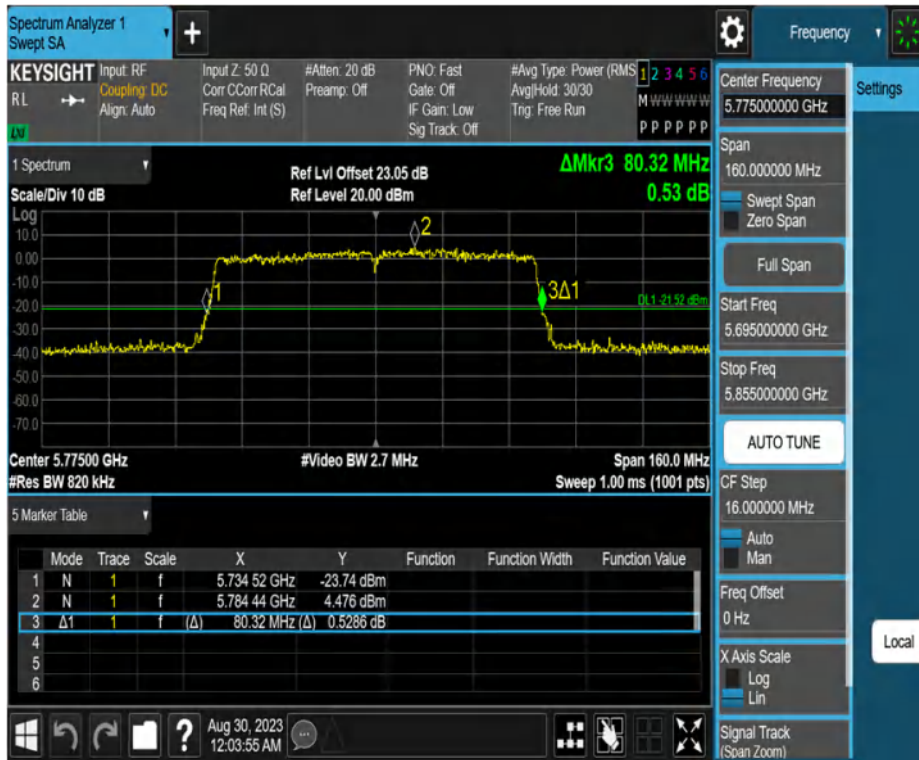 Spectrum Analyzer 1
Swept SA
+
Frequency
KEYSIGHT
RL
LXI
Input: RF
Coupling: DC
Align: Auto
Input Z: 50 Ω
Corr CCorr RCal
Freq Ref: Int (S)
#Atten: 20 dB
Preamp: Off
PNO: Fast
Gate: Off
IF Gain: Low
Sig Track: Off
#Avg Type: Power (RMS
Avg|Hold: 30/30
Trig: Free Run
1 2 3 4 5 6
M W W W W W
P P P P P P
1 Spectrum
Scale/Div 10 dB
Ref Lvl Offset 23.05 dB
Ref Level 20.00 dBm
ΔMkr3 80.32 MHz
0.53 dB
Log
10.0
0.00
-10.0
-20.0
-30.0
-40.0
-50.0
-60.0
-70.0
1
2
3Δ1
DL1 -21.52 dBm
Center 5.77500 GHz
#Video BW 2.7 MHz
Span 160.0 MHz
#Res BW 820 kHz
Sweep 1.00 ms (1001 pts)
5 Marker Table
Mode Trace Scale X Y Function Function Width Function Value
1 N 1 f 5.734 52 GHz -23.74 dBm
2 N 1 f 5.784 44 GHz 4.476 dBm
3 Δ1 1 f (Δ) 80.32 MHz (Δ) 0.5286 dB
4
5
6
?
Aug 30, 2023
12:03:55 AM
Center Frequency
5.775000000 GHz
Span
160.000000 MHz
Swept Span
Zero Span
Full Span
Start Freq
5.695000000 GHz
Stop Freq
5.855000000 GHz
AUTO TUNE
CF Step
16.000000 MHz
Auto
Man
Freq Offset
0 Hz
X Axis Scale
Log
Lin
Signal Track
(Span Zoom)
Settings
Local